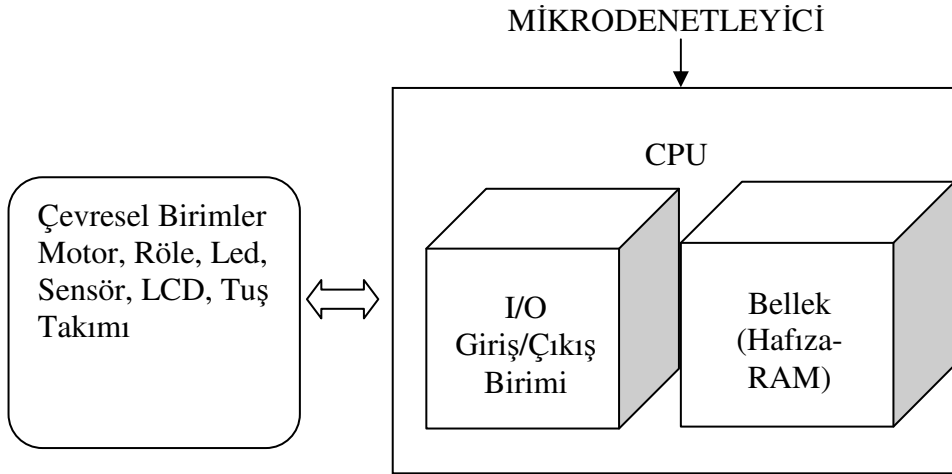 MİKRODENETLEYİCİ
CPU
Çevresel Birimler
Motor, Röle, Led,
Sensör, LCD, Tuş
Takımı
I/O
Giriş/Çıkış
Birimi
Bellek
(Hafıza-
RAM)